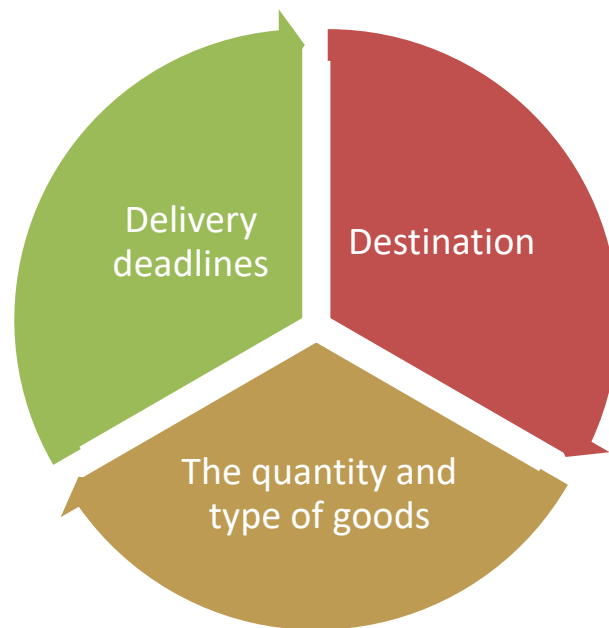 Delivery
deadlines
Destination
The quantity and
type of goods